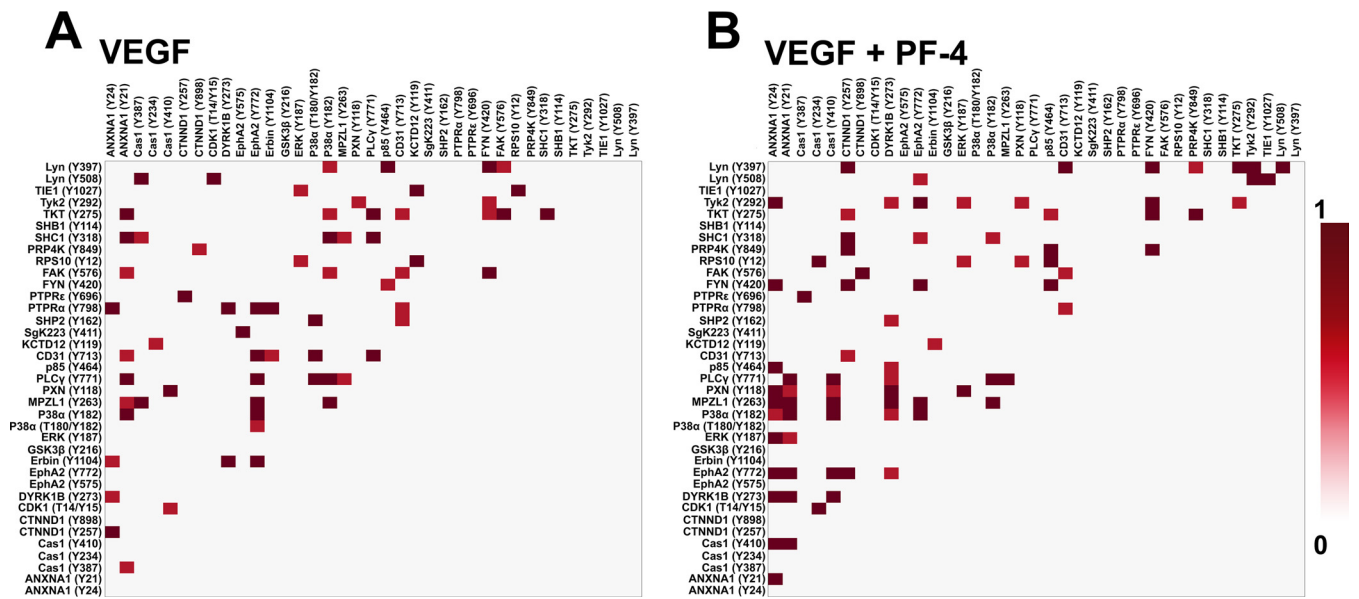 A
VEGF
ANXNA1 (Y24)
ANXNA1 (Y21)
Cas1 (Y387)
Cas1 (Y234)
Cas1 (Y410)
CTNND1 (Y257)
CTNND1 (Y898)
CDK1 (T14/Y15)
DYRK1B (Y273)
EphA2 (Y575)
EphA2 (Y772)
Erbin (Y1104)
GSK3β (Y216)
ERK (Y187)
P38α (T180/Y182)
P38α (Y182)
MPZL1 (Y263)
PXN (Y118)
PLCγ (Y771)
p85 (Y464)
CD31 (Y713)
KCTD12 (Y119)
SgK223 (Y411)
SHP2 (Y162)
PTPRα (Y798)
PTPRε (Y696)
FYN (Y420)
FAK (Y576)
RPS10 (Y12)
PRP4K (Y849)
SHC1 (Y318)
SHB1 (Y114)
TKT (Y275)
Tyk2 (Y292)
TIE1 (Y1027)
Lyn (Y508)
Lyn (Y397)
Lyn (Y397)
Lyn (Y508)
TIE1 (Y1027)
Tyk2 (Y292)
TKT (Y275)
SHB1 (Y114)
SHC1 (Y318)
PRP4K (Y849)
RPS10 (Y12)
FAK (Y576)
FYN (Y420)
PTPRε (Y696)
PTPRα (Y798)
SHP2 (Y162)
SgK223 (Y411)
KCTD12 (Y119)
CD31 (Y713)
p85 (Y464)
PLCγ (Y771)
PXN (Y118)
MPZL1 (Y263)
P38α (Y182)
P38α (T180/Y182)
ERK (Y187)
GSK3β (Y216)
Erbin (Y1104)
EphA2 (Y772)
EphA2 (Y575)
DYRK1B (Y273)
CDK1 (T14/Y15)
CTNND1 (Y898)
CTNND1 (Y257)
Cas1 (Y410)
Cas1 (Y234)
Cas1 (Y387)
ANXNA1 (Y21)
ANXNA1 (Y24)
B
VEGF + PF-4
ANXNA1 (Y24)
ANXNA1 (Y21)
Cas1 (Y387)
Cas1 (Y234)
Cas1 (Y410)
CTNND1 (Y257)
CTNND1 (Y898)
CDK1 (T14/Y15)
DYRK1B (Y273)
EphA2 (Y575)
EphA2 (Y772)
Erbin (Y1104)
GSK3β (Y216)
ERK (Y187)
P38α (T180/Y182)
P38α (Y182)
MPZL1 (Y263)
PXN (Y118)
PLCγ (Y771)
p85 (Y464)
CD31 (Y713)
KCTD12 (Y119)
SgK223 (Y411)
SHP2 (Y162)
PTPRα (Y798)
PTPRε (Y696)
FYN (Y420)
FAK (Y576)
RPS10 (Y12)
PRP4K (Y849)
SHC1 (Y318)
SHB1 (Y114)
TKT (Y275)
Tyk2 (Y292)
TIE1 (Y1027)
Lyn (Y508)
Lyn (Y397)
Lyn (Y397)
Lyn (Y508)
TIE1 (Y1027)
Tyk2 (Y292)
TKT (Y275)
SHB1 (Y114)
SHC1 (Y318)
PRP4K (Y849)
RPS10 (Y12)
FAK (Y576)
FYN (Y420)
PTPRε (Y696)
PTPRα (Y798)
SHP2 (Y162)
SgK223 (Y411)
KCTD12 (Y119)
CD31 (Y713)
p85 (Y464)
PLCγ (Y771)
PXN (Y118)
MPZL1 (Y263)
P38α (Y182)
P38α (T180/Y182)
ERK (Y187)
GSK3β (Y216)
Erbin (Y1104)
EphA2 (Y772)
EphA2 (Y575)
DYRK1B (Y273)
CDK1 (T14/Y15)
CTNND1 (Y898)
CTNND1 (Y257)
Cas1 (Y410)
Cas1 (Y234)
Cas1 (Y387)
ANXNA1 (Y21)
ANXNA1 (Y24)
1
0